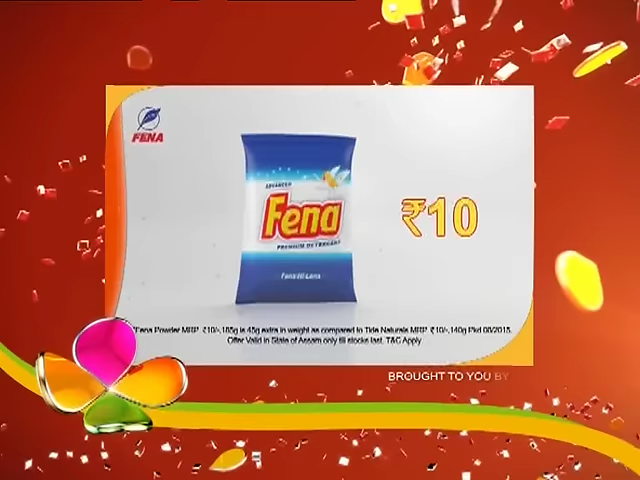 FENA
ADVANCED
Fena
PREMIUM DETERGENT
Fena Hi Lena
₹10
*Fena Powder MRP ₹10/-,185g is 45g extra in weight as compared to Tide Naturals MRP ₹10/-,140g Pkd 08/2015.
Offer Valid in State of Assam only till stocks last. T&C Apply
BROUGHT TO YOU BY